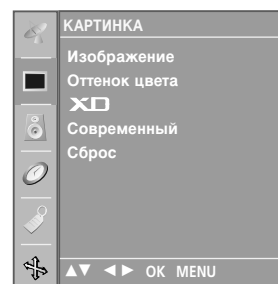 КАРТИНКА
Изображение
Оттенок цвета
XD
Современный
Сброс
▲▼ ◄► OK MENU